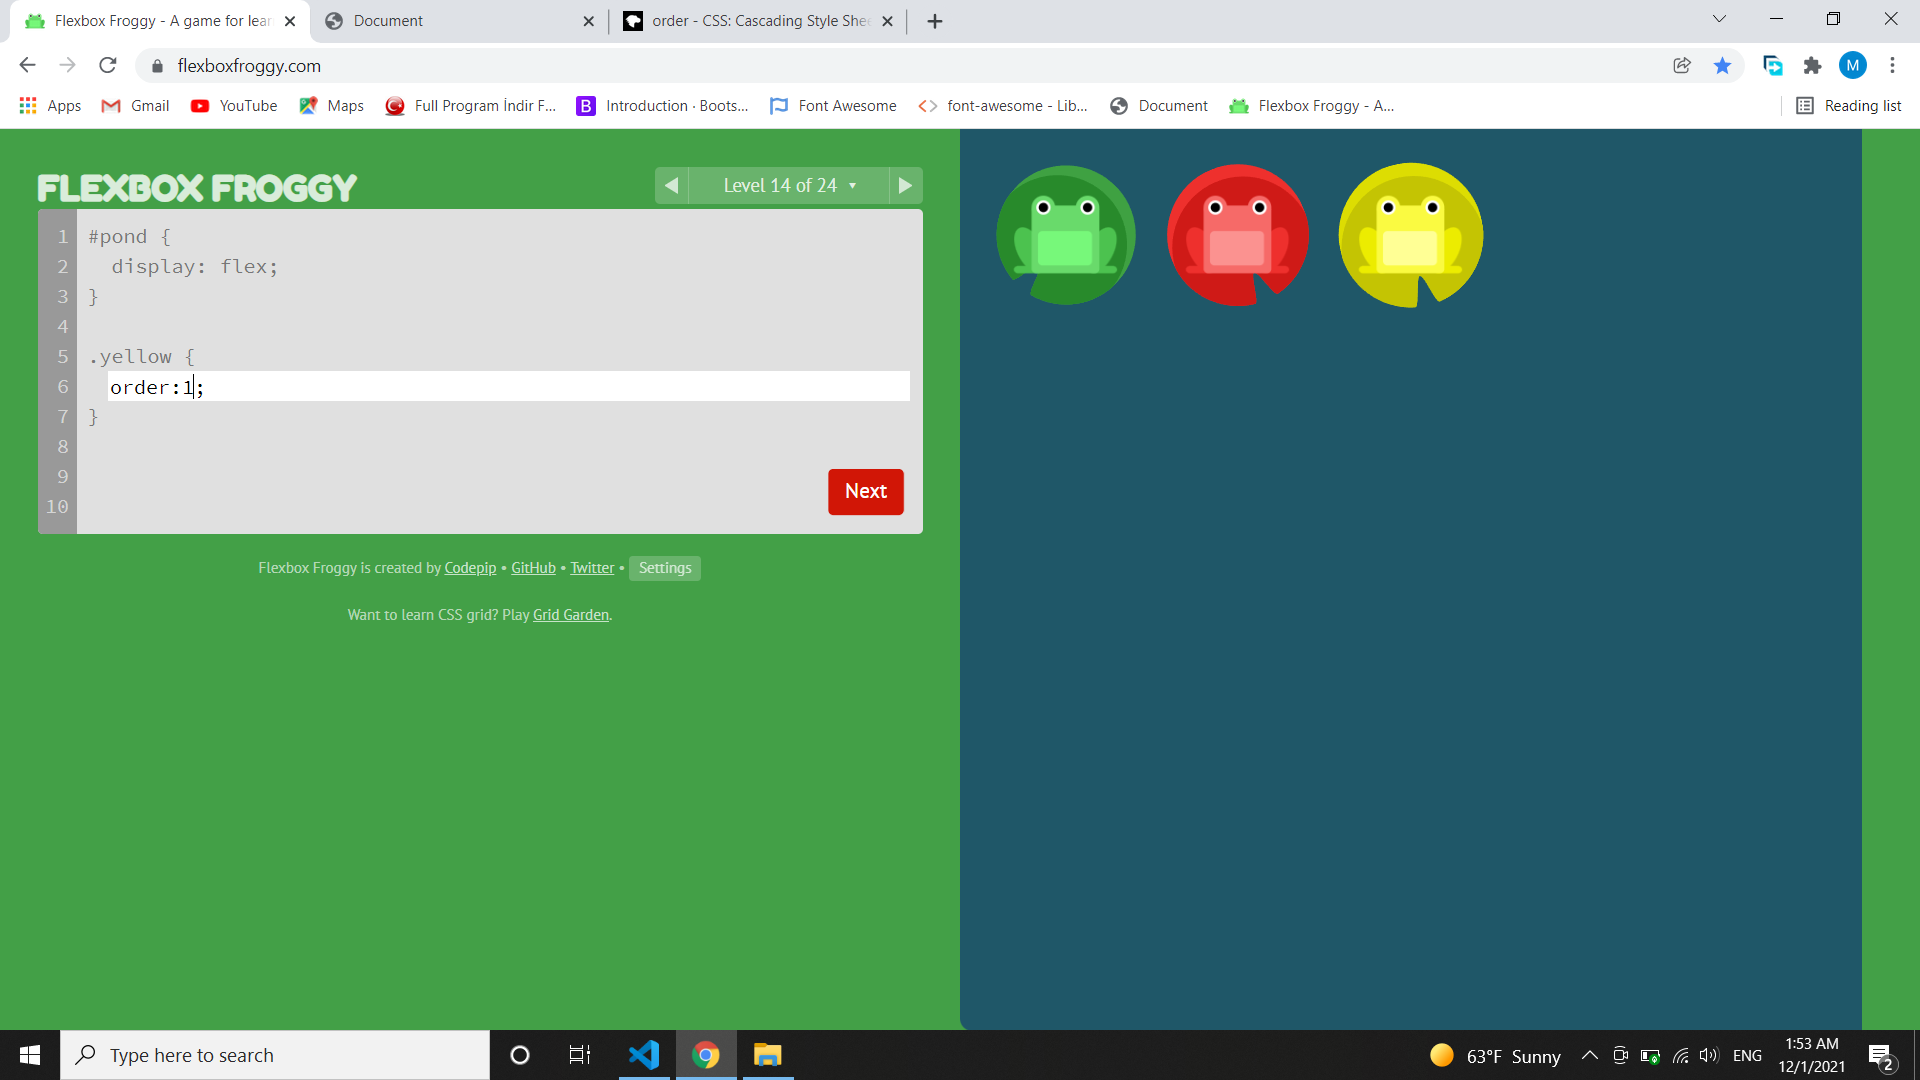 Flexbox Froggy - A game for lear
Document
order - CSS: Cascading Style Shee
flexboxfroggy.com
M
Apps
Gmail
YouTube
Maps
Full Program İndir F...
B
Introduction · Boots...
Font Awesome
font-awesome - Lib...
Document
Flexbox Froggy - A...
Reading list
FLEXBOX FROGGY
Level 14 of 24
1 #pond {
2 display: flex;
3 }
4
5 .yellow {
6 order:1;
7 }
8
9
10
Next
Flexbox Froggy is created by Codepip • GitHub • Twitter • Settings
Want to learn CSS grid? Play Grid Garden.
Type here to search
63°F Sunny
ENG
1:53 AM
12/1/2021
2